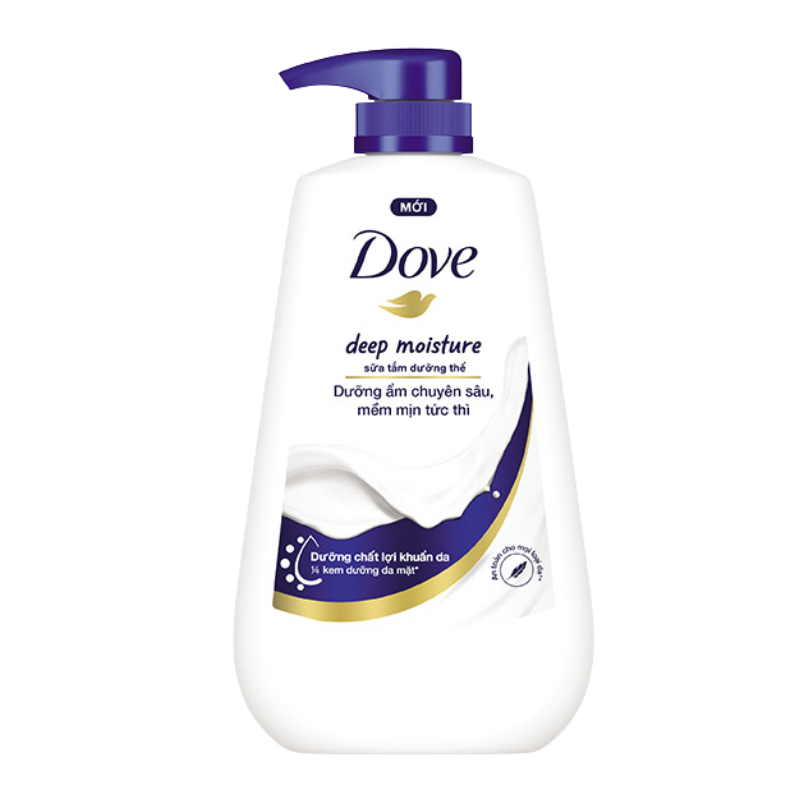 MỚI
Dove
deep moisture
sữa tắm dưỡng thể
Dưỡng ẩm chuyên sâu,
mềm mịn tức thì
Dưỡng chất lợi khuẩn da
¼ kem dưỡng da mặt*
An toàn cho mọi loại da**